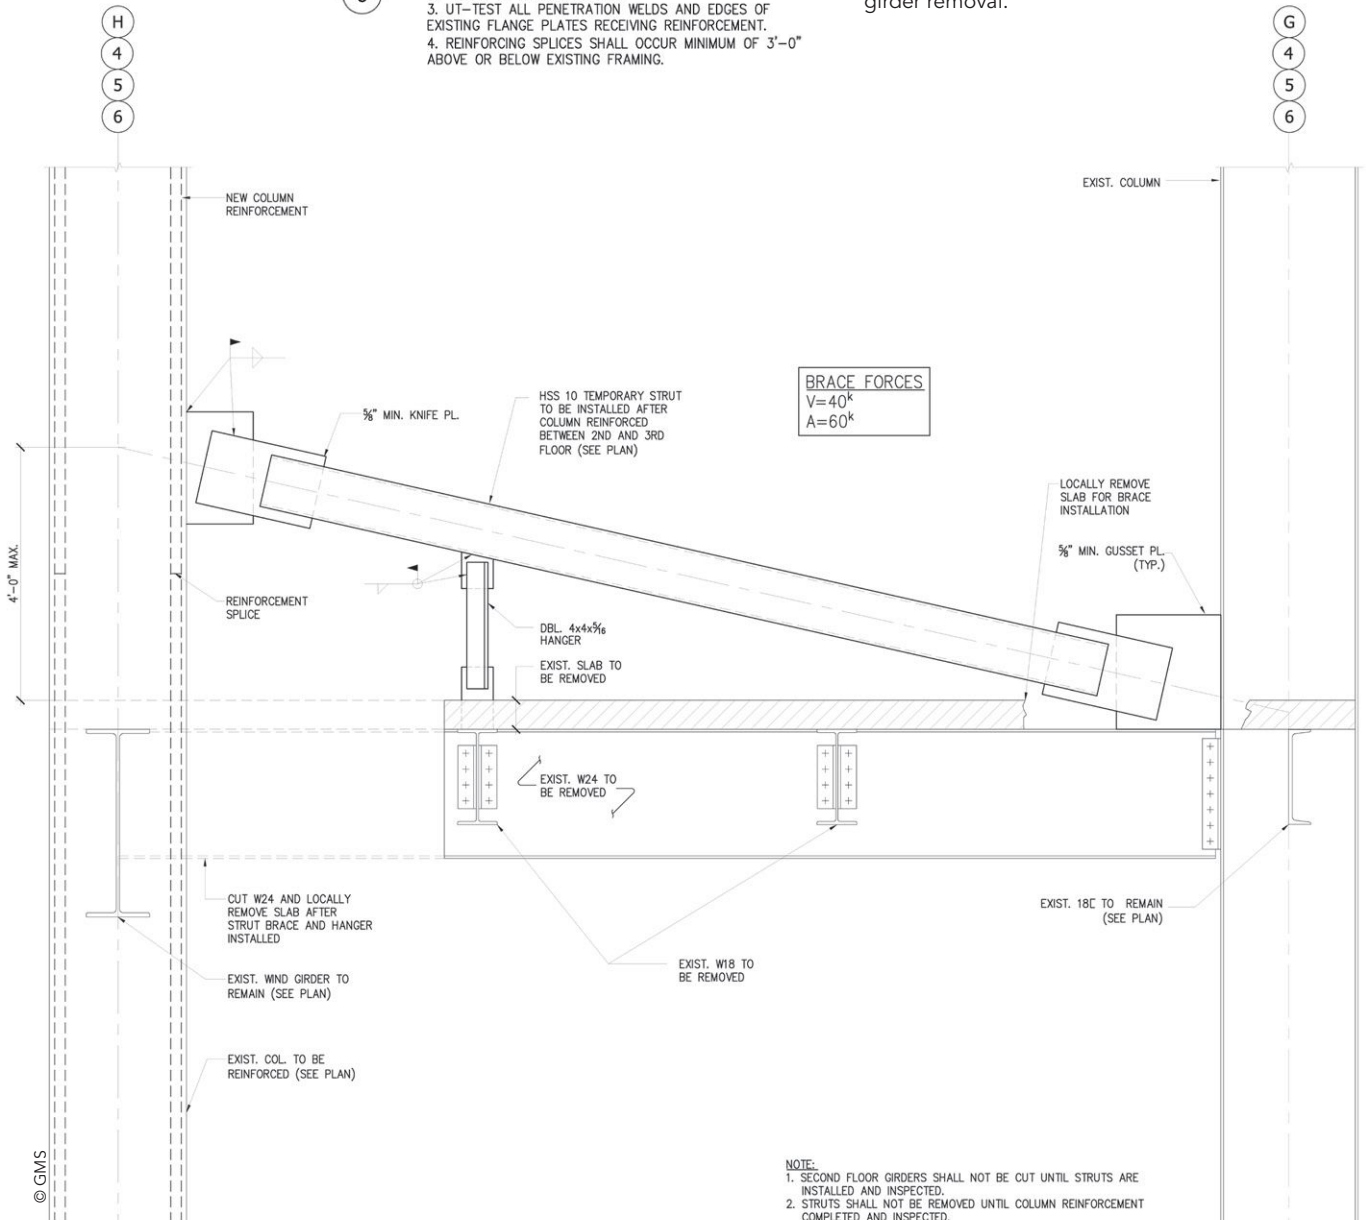 girder removal.
3. UT-TEST ALL PENETRATION WELDS AND EDGES OF
EXISTING FLANGE PLATES RECEIVING REINFORCEMENT.
4. REINFORCING SPLICES SHALL OCCUR MINIMUM OF 3'-0"
ABOVE OR BELOW EXISTING FRAMING.
H
4
5
6
G
4
5
6
NEW COLUMN
REINFORCEMENT
EXIST. COLUMN
5/8" MIN. KNIFE PL.
HSS 10 TEMPORARY STRUT
TO BE INSTALLED AFTER
COLUMN REINFORCED
BETWEEN 2ND AND 3RD
FLOOR (SEE PLAN)
BRACE FORCES
V=40ᵏ
A=60ᵏ
LOCALLY REMOVE
SLAB FOR BRACE
INSTALLATION
5/8" MIN. GUSSET PL.
(TYP.)
4'-0" MAX.
REINFORCEMENT
SPLICE
DBL. 4x4x5/16
HANGER
EXIST. SLAB TO
BE REMOVED
EXIST. W24 TO
BE REMOVED
CUT W24 AND LOCALLY
REMOVE SLAB AFTER
STRUT BRACE AND HANGER
INSTALLED
EXIST. 18[ TO REMAIN
(SEE PLAN)
EXIST. W18 TO
BE REMOVED
EXIST. WIND GIRDER TO
REMAIN (SEE PLAN)
EXIST. COL. TO BE
REINFORCED (SEE PLAN)
© GMS
NOTE:
1. SECOND FLOOR GIRDERS SHALL NOT BE CUT UNTIL STRUTS ARE
INSTALLED AND INSPECTED.
2. STRUTS SHALL NOT BE REMOVED UNTIL COLUMN REINFORCEMENT
COMPLETED AND INSPECTED.